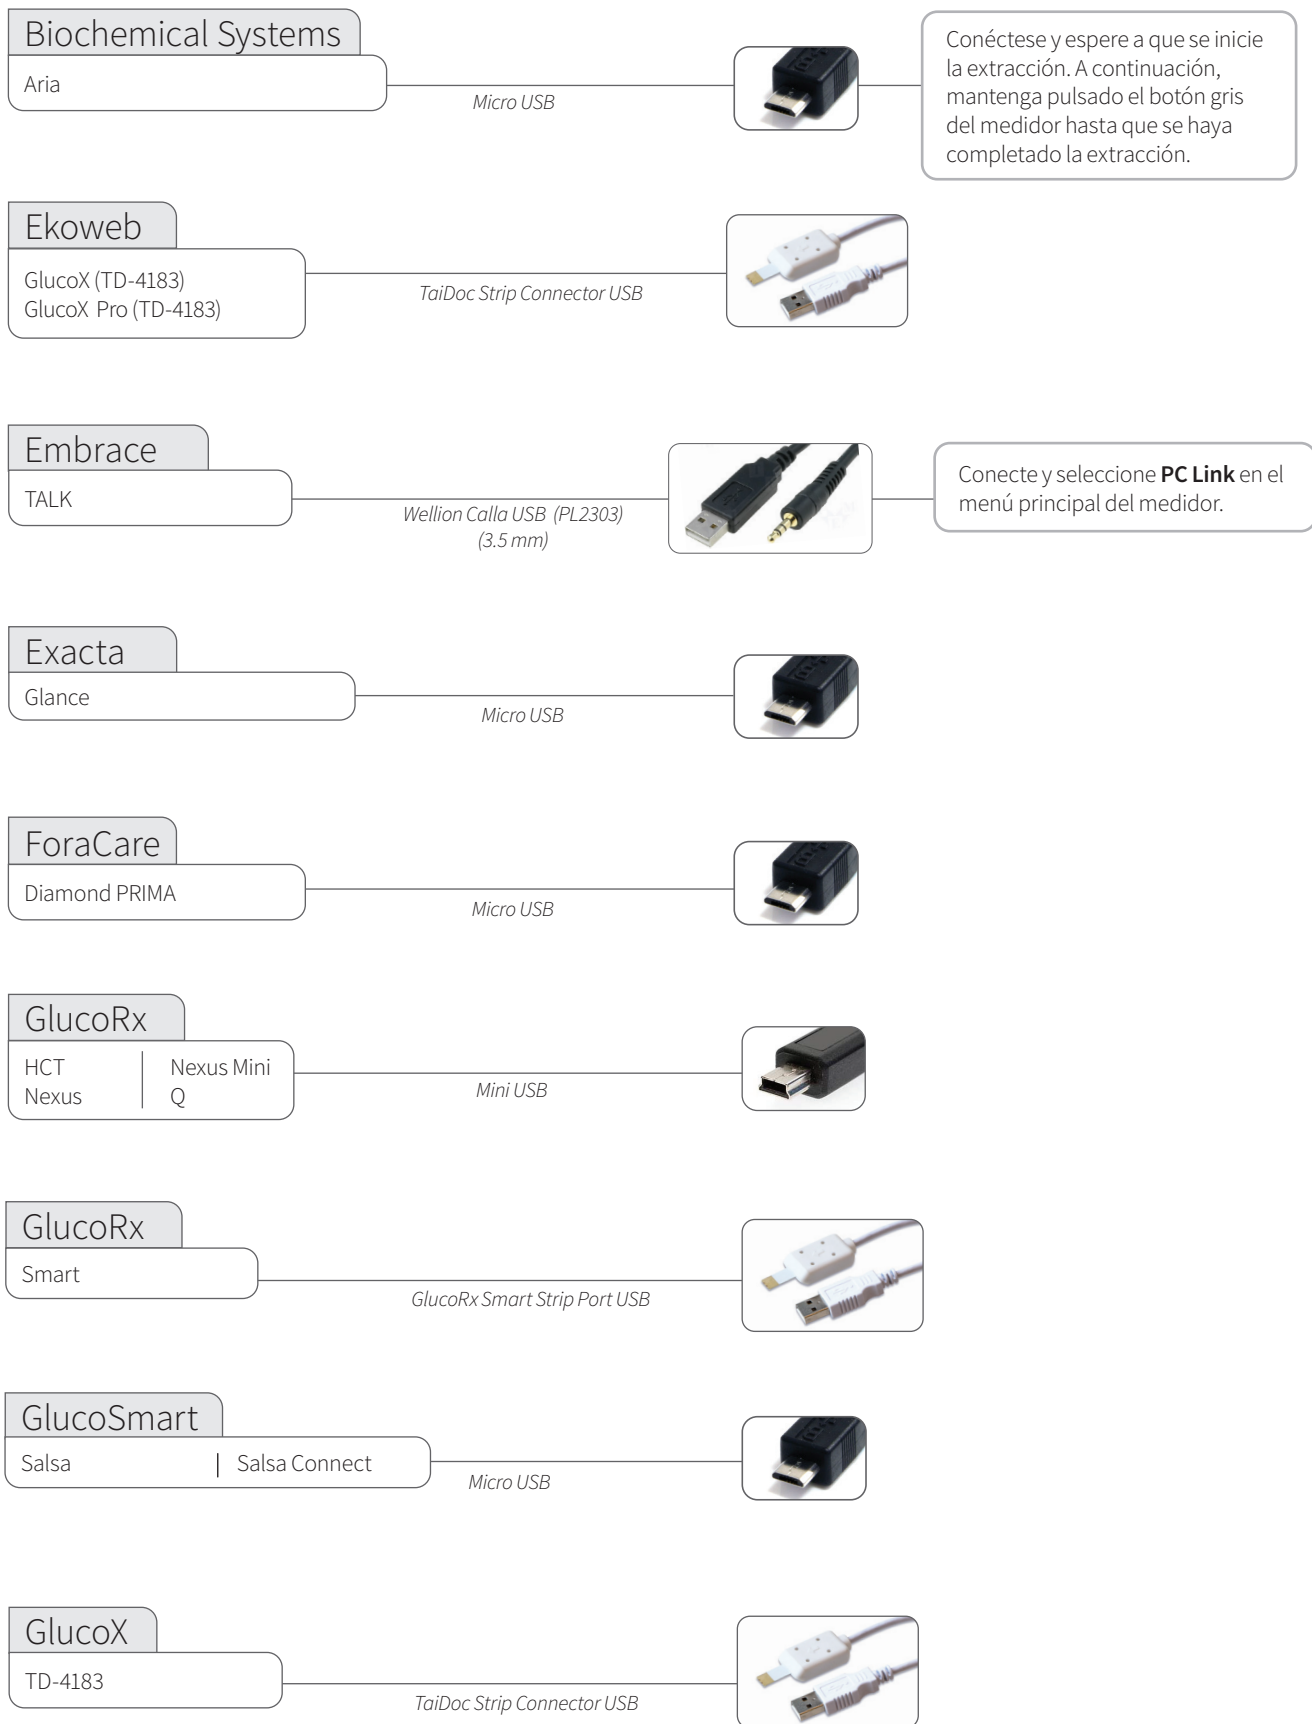 Biochemical Systems
Aria
Micro USB
Conéctese y espere a que se inicie
la extracción. A continuación,
mantenga pulsado el botón gris
del medidor hasta que se haya
completado la extracción.
Ekoweb
GlucoX (TD-4183)
GlucoX Pro (TD-4183)
TaiDoc Strip Connector USB
Embrace
TALK
Wellion Calla USB (PL2303)
(3.5 mm)
Conecte y seleccione PC Link en el
menú principal del medidor.
Exacta
Glance
Micro USB
ForaCare
Diamond PRIMA
Micro USB
GlucoRx
HCT | Nexus Mini
Nexus | Q
Mini USB
GlucoRx
Smart
GlucoRx Smart Strip Port USB
GlucoSmart
Salsa | Salsa Connect
Micro USB
GlucoX
TD-4183
TaiDoc Strip Connector USB